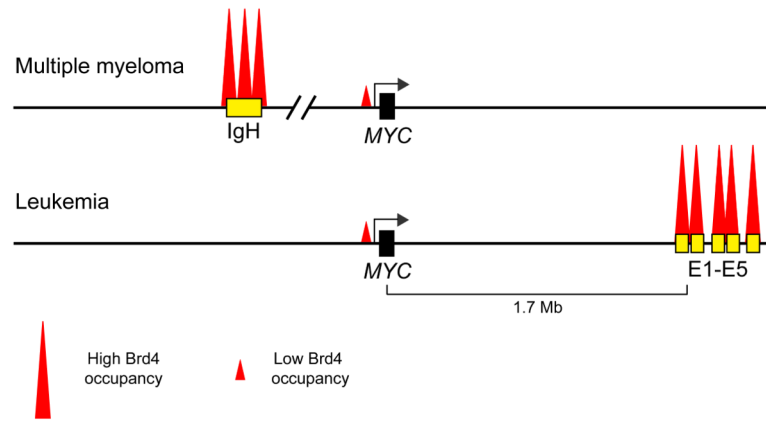 Multiple myeloma
IgH
MYC
Leukemia
MYC
E1-E5
1.7 Mb
High Brd4
occupancy
Low Brd4
occupancy